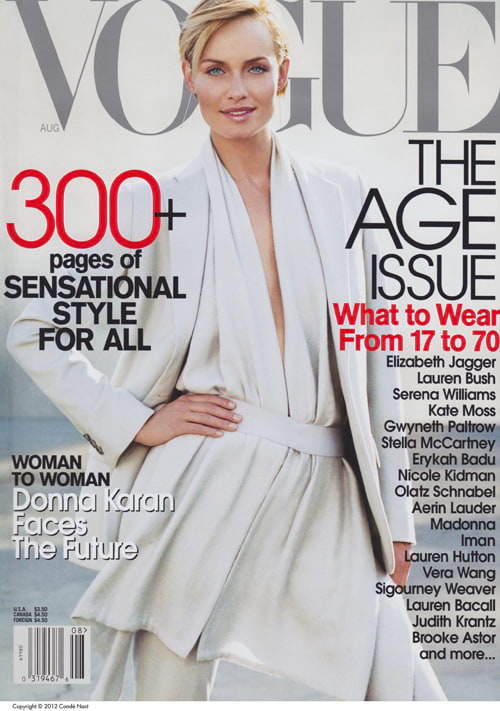 VOGUE
AUG
THE
AGE
ISSUE
What to Wear
From 17 to 70
Elizabeth Jagger
Lauren Bush
Serena Williams
Kate Moss
Gwyneth Paltrow
Stella McCartney
Erykah Badu
Nicole Kidman
Olatz Schnabel
Aerin Lauder
Madonna
Iman
Lauren Hutton
Vera Wang
Sigourney Weaver
Lauren Bacall
Judith Krantz
Brooke Astor
and more...
300+
pages of
SENSATIONAL
STYLE
FOR ALL
WOMAN
TO WOMAN
Donna Karan
Faces
The Future
U.S.A. $3.50
CANADA $4.50
FOREIGN $4.50
08>
0 319467 6
Copyright © 2012 Condé Nast